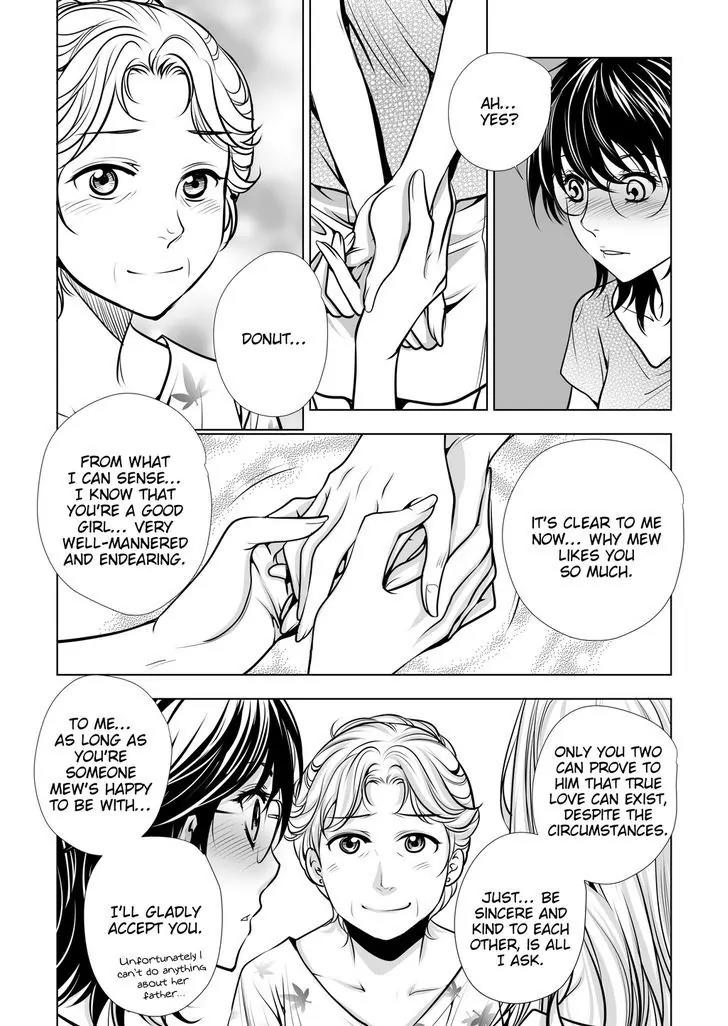 DONUT...
AH...
YES?
FROM WHAT
I CAN SENSE...
I KNOW THAT
YOU'RE A GOOD
GIRL... VERY
WELL-MANNERED
AND ENDEARING.
IT'S CLEAR TO ME
NOW... WHY MEW
LIKES YOU
SO MUCH.
TO ME...
AS LONG AS
YOU'RE
SOMEONE
MEW'S HAPPY
TO BE WITH...
I'LL GLADLY
ACCEPT YOU.
Unfortunately I
can't do anything
about her
father...
ONLY YOU TWO
CAN PROVE TO
HIM THAT TRUE
LOVE CAN EXIST,
DESPITE THE
CIRCUMSTANCES.
JUST... BE
SINCERE AND
KIND TO EACH
OTHER, IS ALL
I ASK.